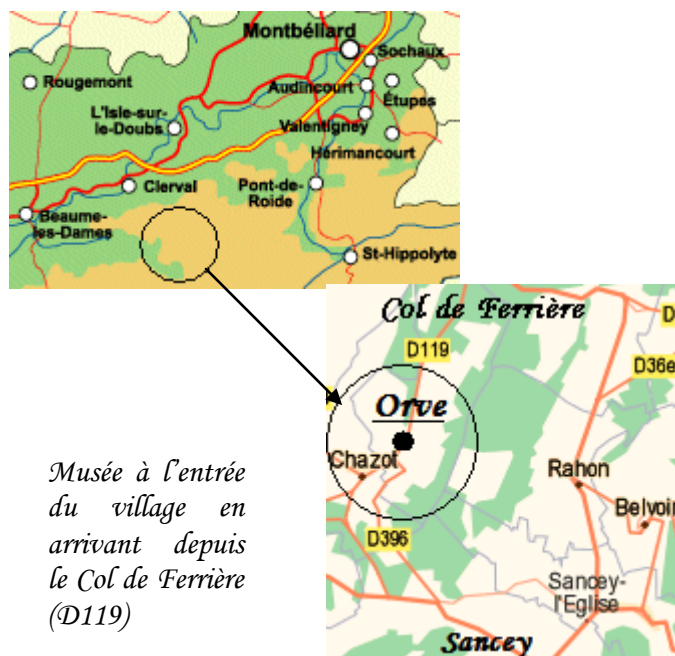 Montbéllard
Sochaux
Rougemont
Audincourt
Étupes
L'Isle-sur-
le-Doubs
Valentigney
Hérimancourt
Clerval
Pont-de-
Roide
Beaume-
les-Dames
St-Hippolyte
Col de Ferrière
D119
D
D36e
Orve
Chazot
Rahon
Belvoir
D396
Sancey-
l'Eglise
Sancey
Musée à l'entrée
du village en
arrivant depuis
le Col de Ferrière
(D119)